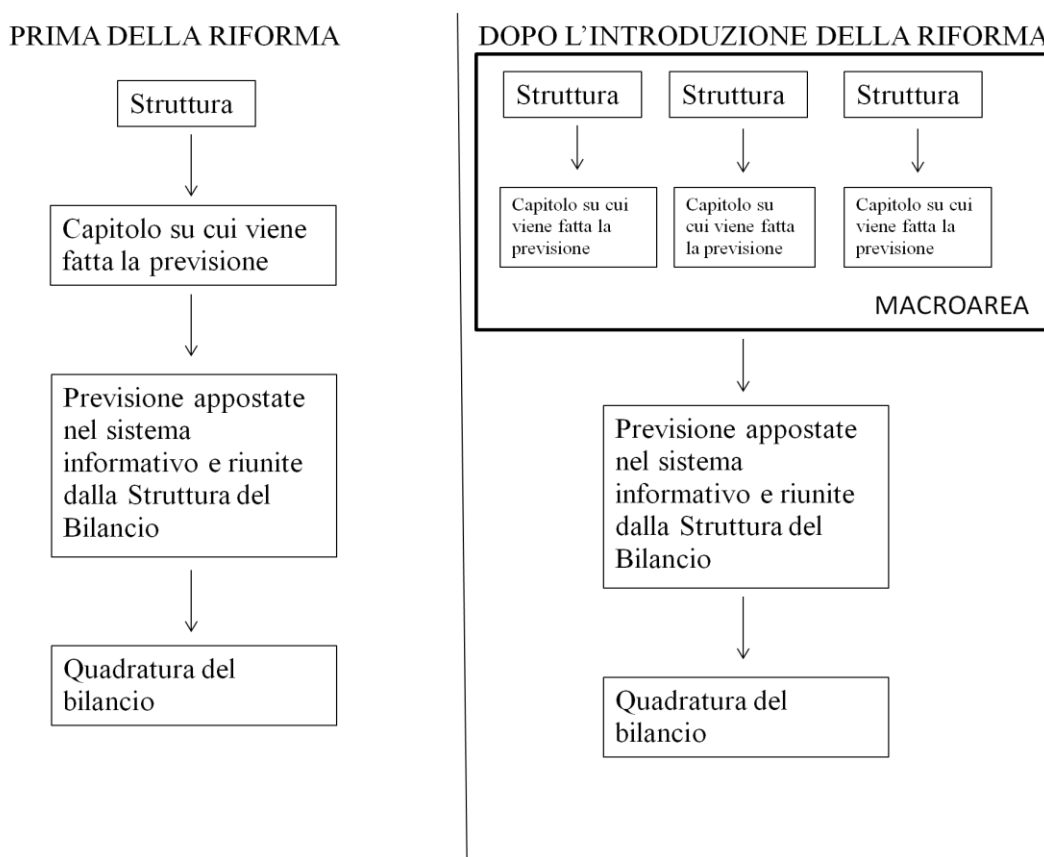 PRIMA DELLA RIFORMA
Struttura
Capitolo su cui viene
fatta la previsione
Previsione appostate
nel sistema
informativo e riunite
dalla Struttura del
Bilancio
Quadratura del
bilancio
DOPO L'INTRODUZIONE DELLA RIFORMA
Struttura
Struttura
Struttura
Capitolo su cui
viene fatta la
previsione
Capitolo su
cui viene fatta
la previsione
Capitolo su cui
viene fatta la
previsione
MACROAREA
Previsione appostate
nel sistema
informativo e riunite
dalla Struttura del
Bilancio
Quadratura del
bilancio